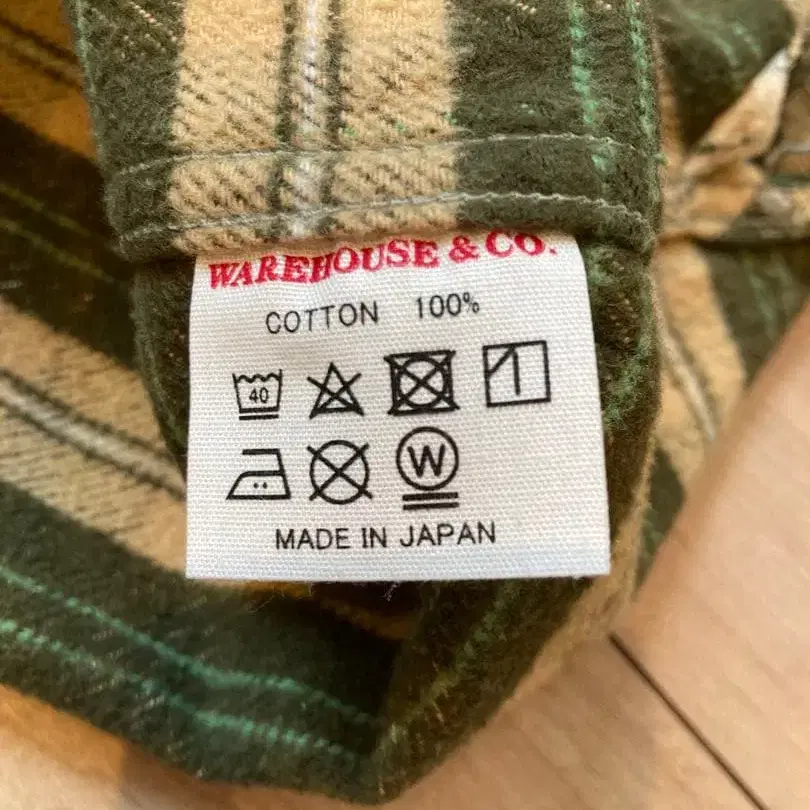 WAREHOUSE & CO.
COTTON 100%
40
W
MADE IN JAPAN